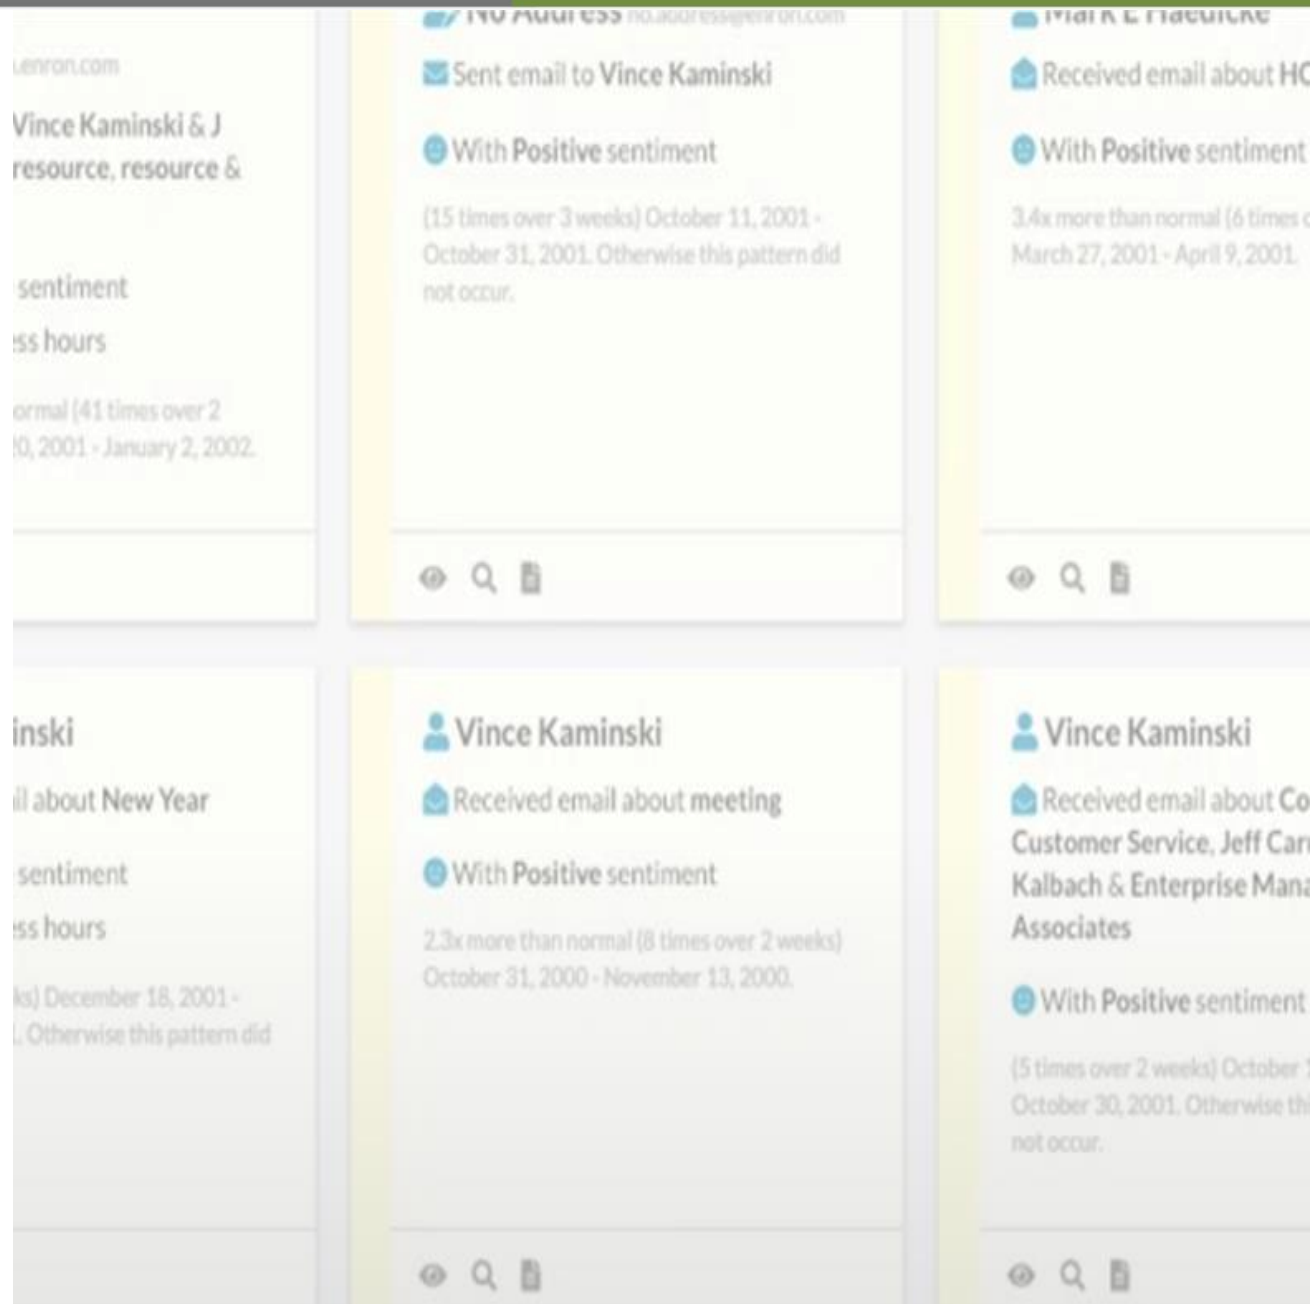 .enron.com
Vince Kaminski & J
resource, resource &
sentiment
ess hours
ormal (41 times over 2
20, 2001 - January 2, 2002.
No Address no.address@enron.com
Sent email to Vince Kaminski
With Positive sentiment
(15 times over 3 weeks) October 11, 2001 -
October 31, 2001. Otherwise this pattern did
not occur.
Mark E Haedicke
Received email about HO
With Positive sentiment
3.4x more than normal (6 times o
March 27, 2001 - April 9, 2001.
inski
il about New Year
sentiment
ess hours
ks) December 18, 2001 -
. Otherwise this pattern did
Vince Kaminski
Received email about meeting
With Positive sentiment
2.3x more than normal (8 times over 2 weeks)
October 31, 2000 - November 13, 2000.
Vince Kaminski
Received email about Co
Customer Service, Jeff Car
Kalbach & Enterprise Mana
Associates
With Positive sentiment
(5 times over 2 weeks) October
October 30, 2001. Otherwise thi
not occur.